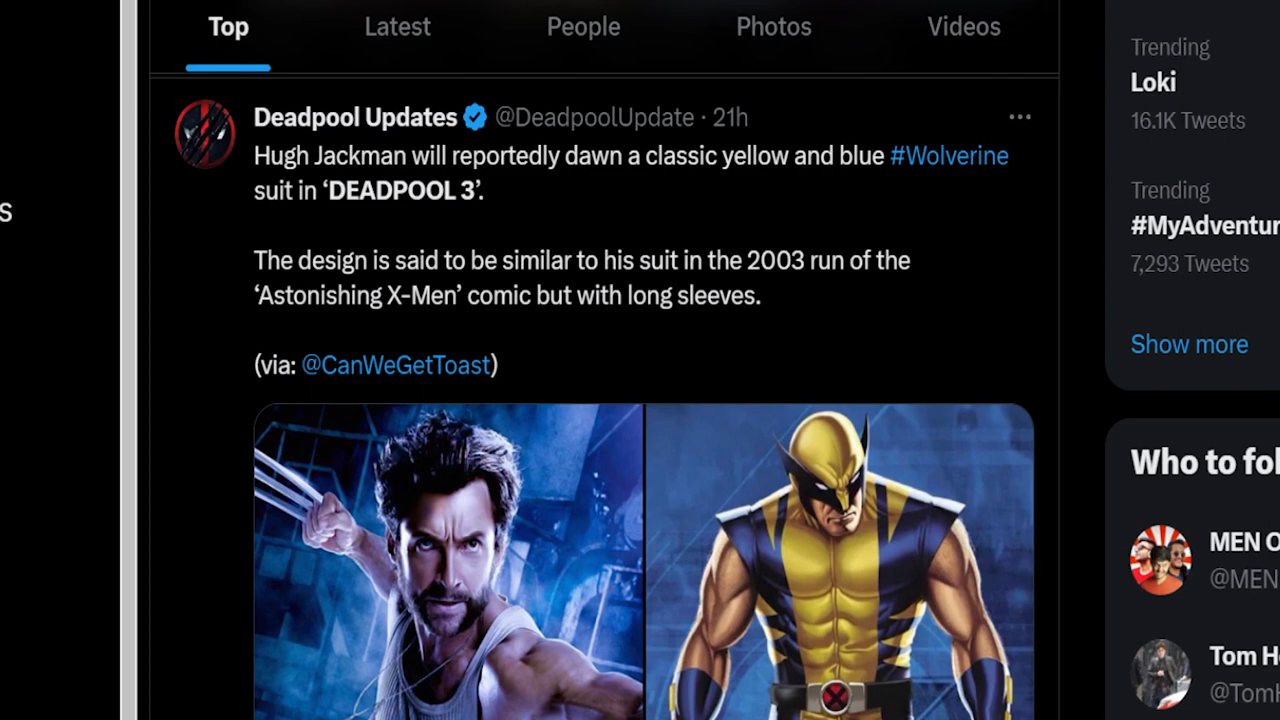 Top Latest People Photos Videos
s
Deadpool Updates @DeadpoolUpdate · 21h
Hugh Jackman will reportedly dawn a classic yellow and blue #Wolverine
suit in ‘DEADPOOL 3’.
The design is said to be similar to his suit in the 2003 run of the
‘Astonishing X-Men’ comic but with long sleeves.
(via: @CanWeGetToast)
Trending
Loki
16.1K Tweets
Trending
#MyAdventur
7,293 Tweets
Show more
Who to fol
MEN O
@MEN
Tom H
@TomH